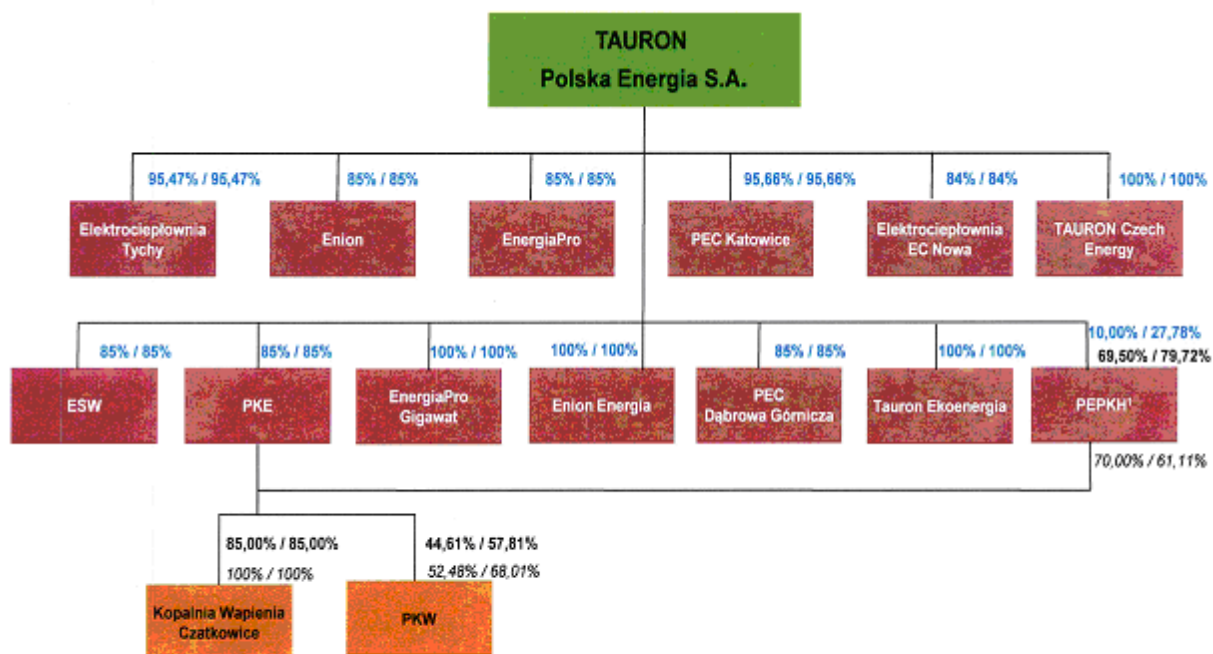 TAURON
Polska Energia S.A.
95,47% / 95,47%
85% / 85%
85% / 85%
95,66% / 95,66%
84% / 84%
100% / 100%
Elektrociepłownia
Tychy
Enion
EnergiaPro
PEC Katowice
Elektrociepłownia
EC Nowa
TAURON Czech
Energy
85% / 85%
85% / 85%
100% / 100%
100% / 100%
85% / 85%
100% / 100%
10,00% / 27,78%
69,50% / 79,72%
ESW
PKE
EnergiaPro
Gigawat
Enion Energia
PEC
Dąbrowa Górnicza
Tauron Ekoenergia
PEPKH¹
70,00% / 61,11%
85,00% / 85,00%
100% / 100%
44,61% / 57,81%
52,48% / 68,01%
Kopalnia Wapienia
Czatkowice
PKW